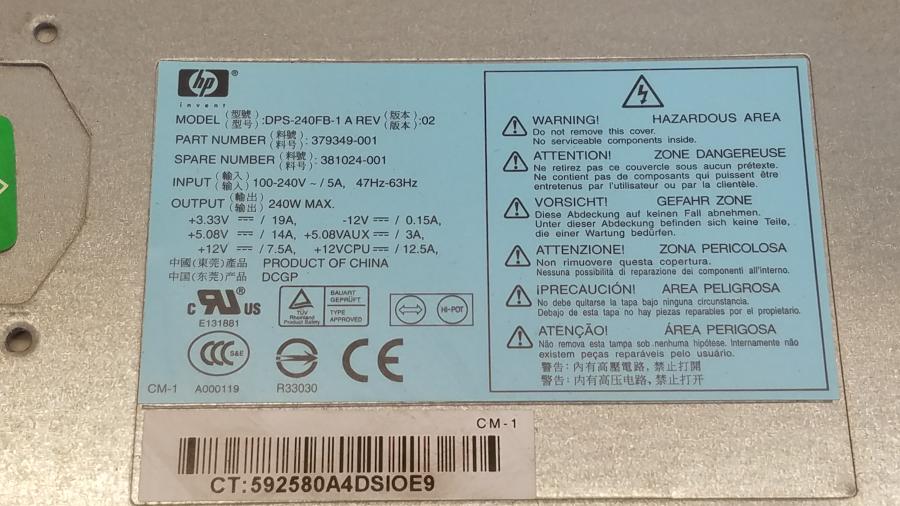 hp
invent
MODEL (型號 型号):DPS-240FB-1 A REV (版本 版本):02
PART NUMBER (料號 料号): 379349-001
SPARE NUMBER (料號 料号): 381024-001
INPUT (輸入 输入) 100-240V ~ / 5A, 47Hz-63Hz
OUTPUT (輸出 输出) 240W MAX.
+3.33V ⎓ / 19A, -12V ⎓ / 0.15A,
+5.08V ⎓ / 14A, +5.08VAUX ⎓ / 3A,
+12V ⎓ / 7.5A, +12VCPU ⎓ / 12.5A,
中國(東莞)產品 PRODUCT OF CHINA
中国(东莞)产品 DCGP
C RU® US
E131881
TÜV
Rheinland
Product Safety
BAUART
GEPRÜFT
TYPE
APPROVED
HI-POT
CCC S&E
CE
CM-1 A000119 R33030
WARNING! HAZARDOUS AREA
Do not remove this cover.
No serviceable components inside.
ATTENTION! ZONE DANGEREUSE
Ne retirez pas ce couvercle sous aucun prétexte.
Ne contient pas de composants qui puissent être
entretenus par l'utilisateur ou par la clientèle.
VORSICHT! GEFAHR ZONE
Diese Abdeckung auf keinen Fall abnehmen.
Unter dieser Abdeckung befinden sich keine Teile,
die einer Wartung bedürfen.
ATTENZIONE! ZONA PERICOLOSA
Non rimuovere questa copertura.
Nessuna possibilità di reparazione dei componenti all'interno.
¡PRECAUCIÓN! ÁREA PELIGROSA
No debe quitarse la tapa bajo ninguna circunstancia.
Debajo de esta tapa no hay piezas reparables por el propietario.
ATENÇÃO! ÁREA PERIGOSA
Não remova esta tampa sob nenhuma hipótese. Internamente não
existem peças reparáveis pelo usuário.
警告: 內有高壓電路, 禁止打開
警告: 内有高压电路, 禁止打开
CM-1
CT:592580A4DSIOE9